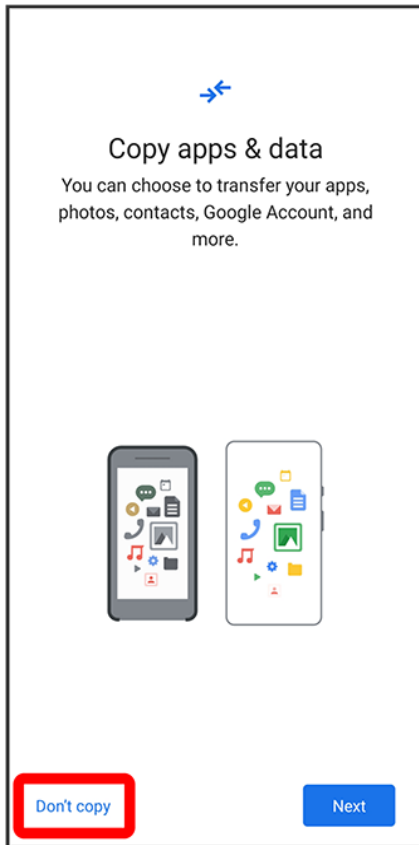 Copy apps & data
You can choose to transfer your apps,
photos, contacts, Google Account, and
more.
Don't copy
Next